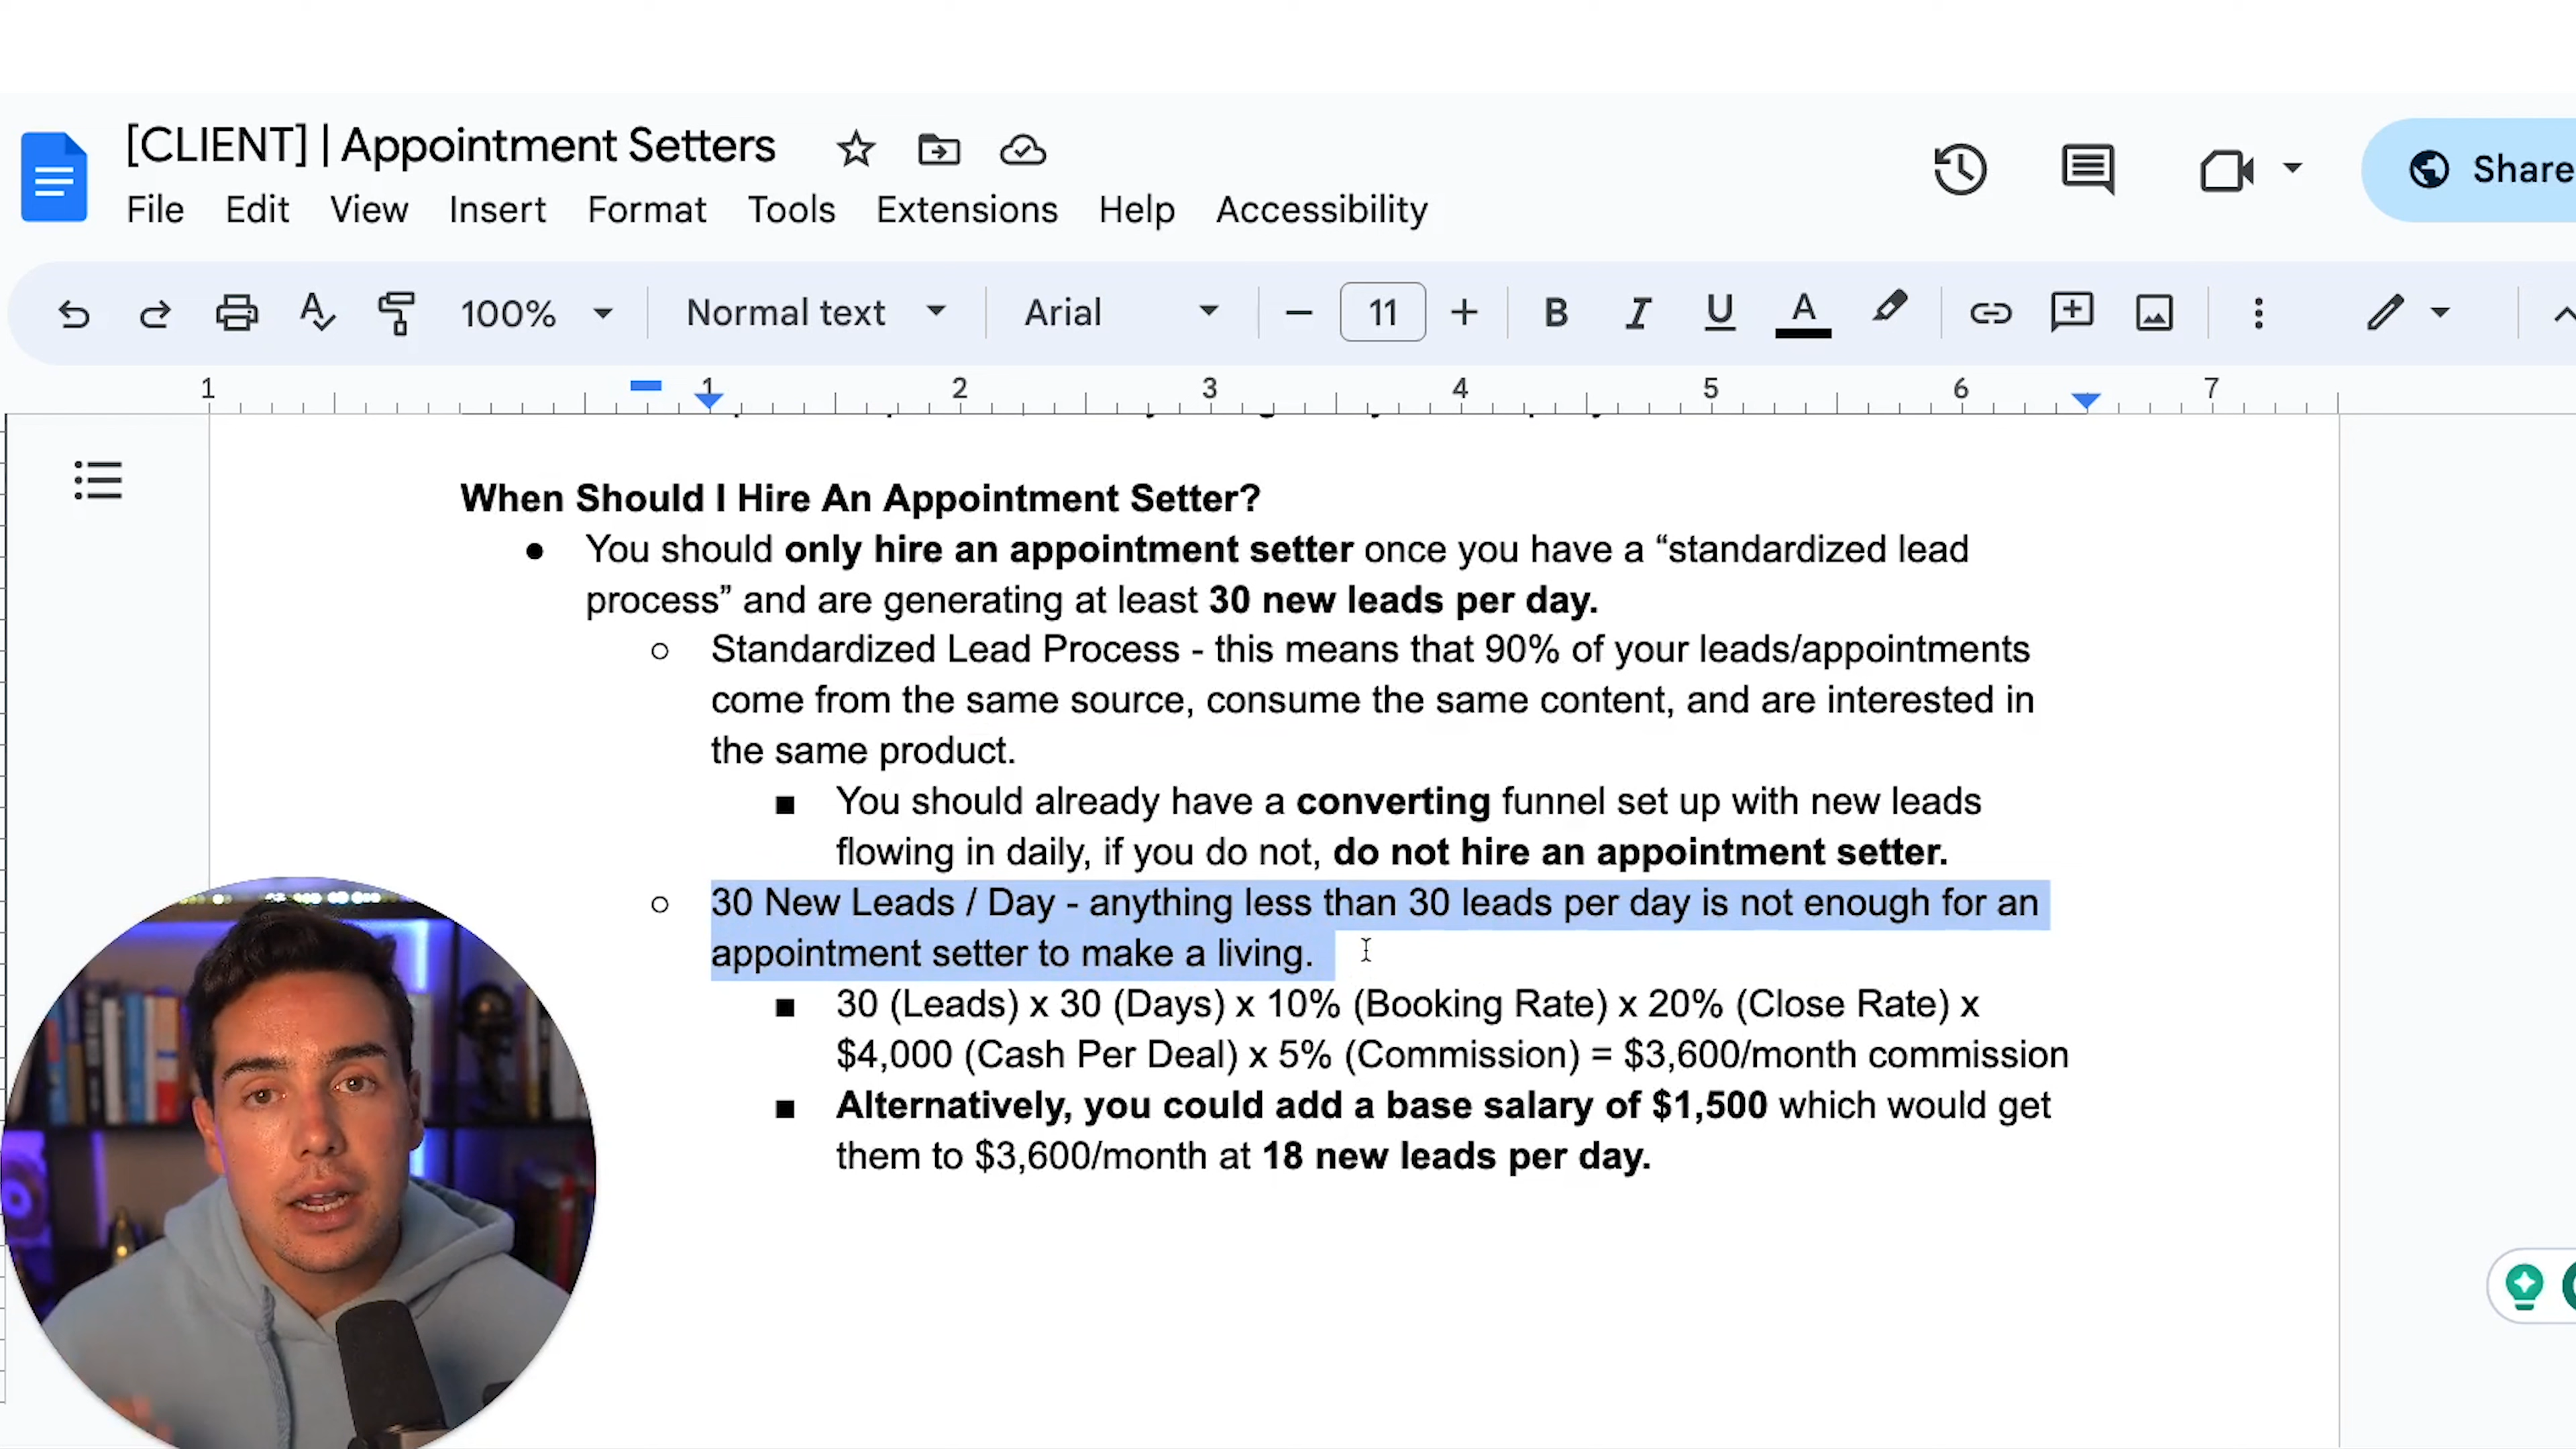 [CLIENT] | Appointment Setters
File Edit View Insert Format Tools Extensions Help Accessibility
Share
100% Normal text Arial 11 B I U A
1 1 2 3 4 5 6 7
When Should I Hire An Appointment Setter?
● You should only hire an appointment setter once you have a “standardized lead
process” and are generating at least 30 new leads per day.
○ Standardized Lead Process - this means that 90% of your leads/appointments
come from the same source, consume the same content, and are interested in
the same product.
■ You should already have a converting funnel set up with new leads
flowing in daily, if you do not, do not hire an appointment setter.
○ 30 New Leads / Day - anything less than 30 leads per day is not enough for an
appointment setter to make a living.
■ 30 (Leads) x 30 (Days) x 10% (Booking Rate) x 20% (Close Rate) x
$4,000 (Cash Per Deal) x 5% (Commission) = $3,600/month commission
■ Alternatively, you could add a base salary of $1,500 which would get
them to $3,600/month at 18 new leads per day.